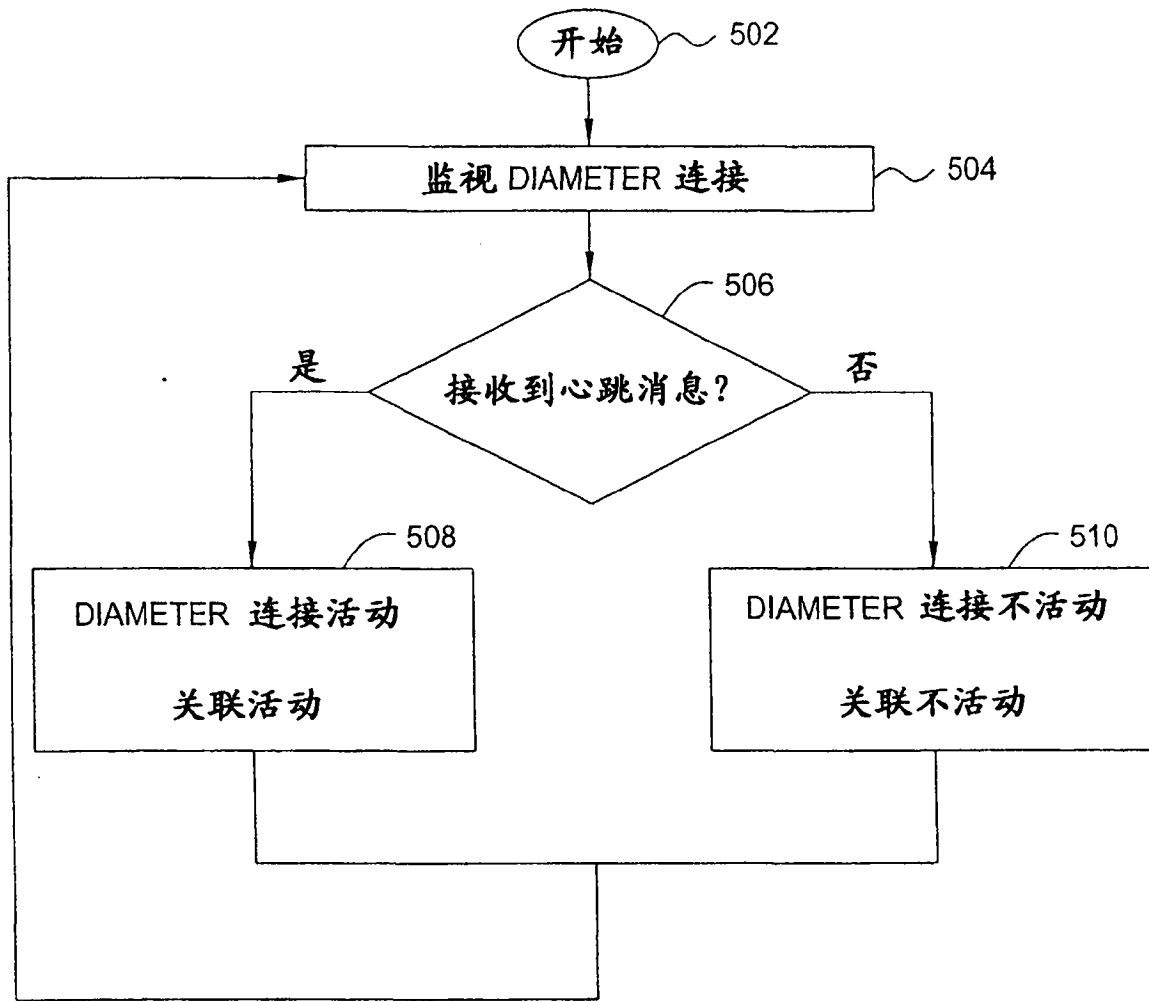 开始
502
监视 DIAMETER 连接
504
506
是
接收到心跳消息?
否
508
510
DIAMETER 连接活动
关联活动
DIAMETER 连接不活动
关联不活动